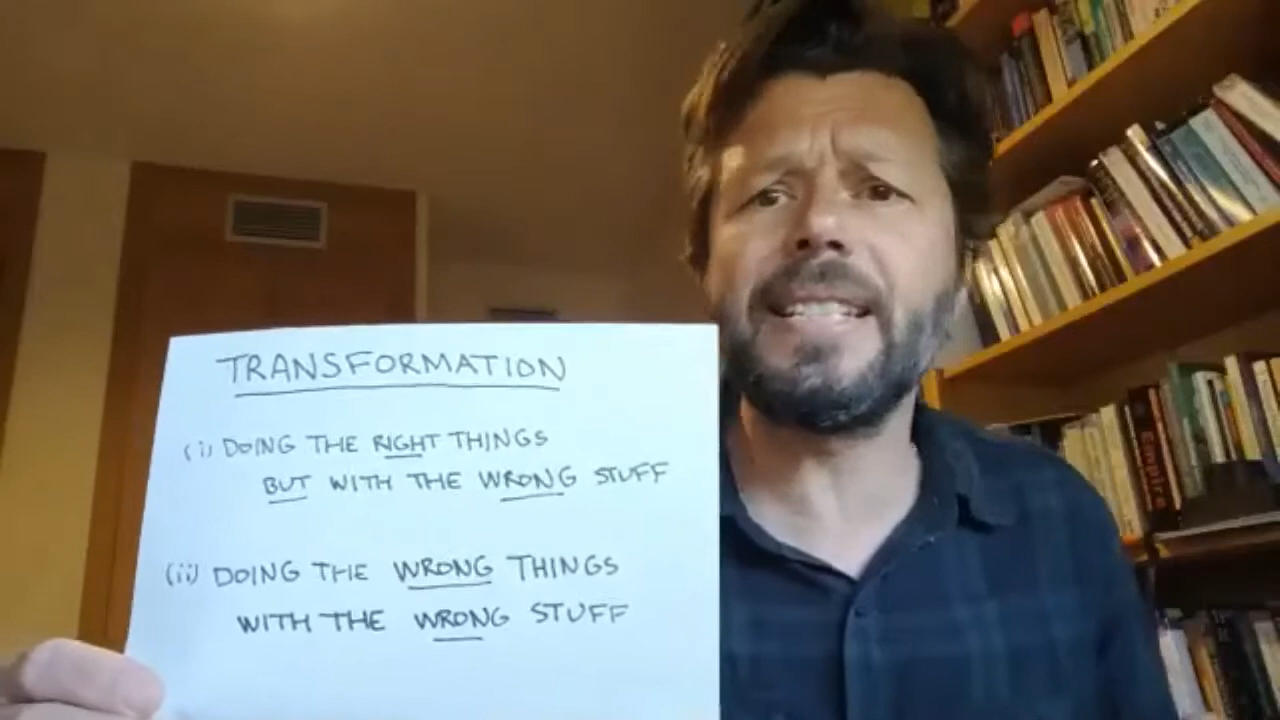 TRANSFORMATION
(i) DOING THE RIGHT THINGS
BUT WITH THE WRONG STUFF
(ii) DOING THE WRONG THINGS
WITH THE WRONG STUFF
Empire